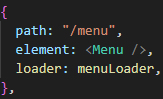 {
path: "/menu",
element: <Menu />,
loader: menuLoader,
},